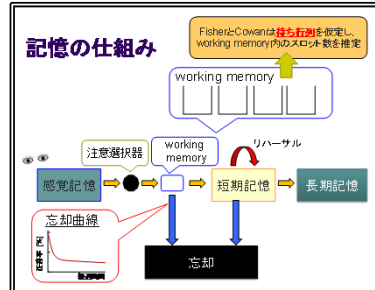 FisherとCowanは待ち行列を仮定し、
working memory内のスロット数を推定
記憶の仕組み
working memory
リハーサル
注意選択器
working
memory
感覚記憶
短期記憶
長期記憶
忘却曲線
忘却